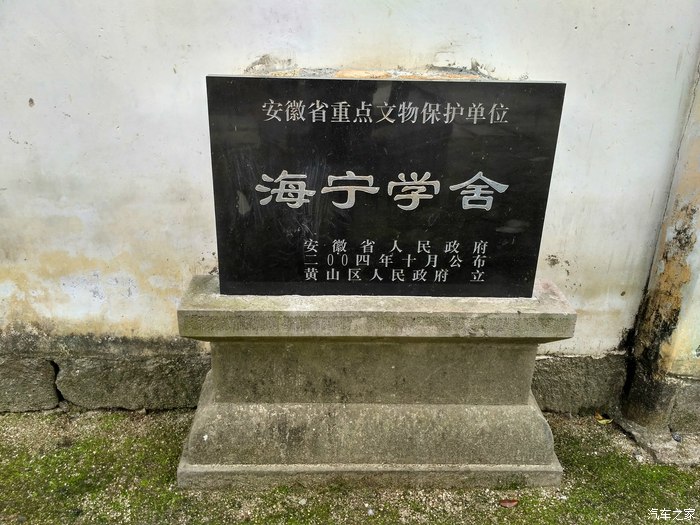 安徽省重点文物保护单位
海宁学舍
安徽省人民政府
二00四年十月公布
黄山区人民政府 立
汽车之家